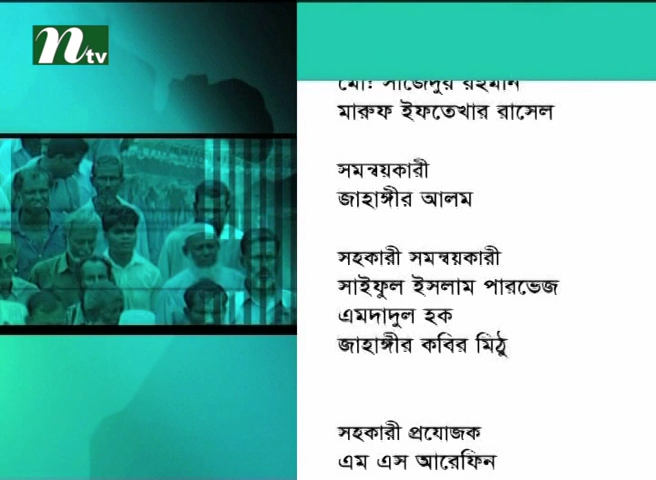 ntv
মো: সাজেদুর রহমান
মারুফ ইফতেখার রাসেল
সমন্বয়কারী
জাহাঙ্গীর আলম
সহকারী সমন্বয়কারী
সাইফুল ইসলাম পারভেজ
এমদাদুল হক
জাহাঙ্গীর কবির মিঠু
সহকারী প্রযোজক
এম এস আরেফিন